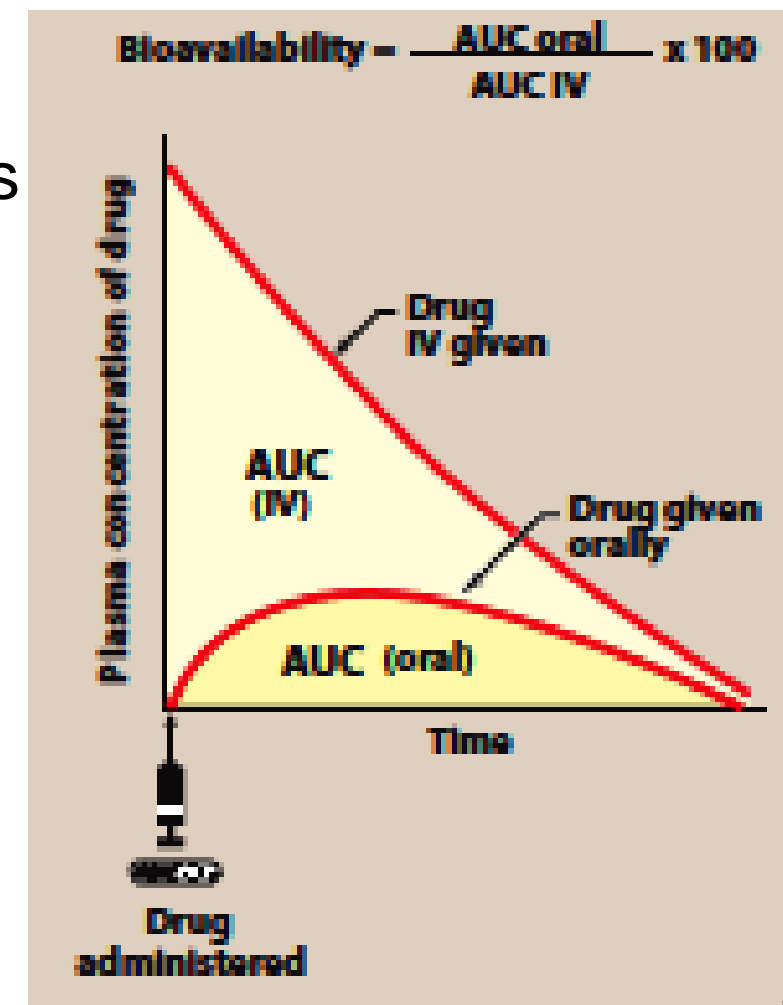 Bioavailability = AUC oral x 100
AUC IV
s
Plasma concentration of drug
Drug
IV given
AUC
(IV)
Drug given
orally
AUC (oral)
Time
Drug
administered